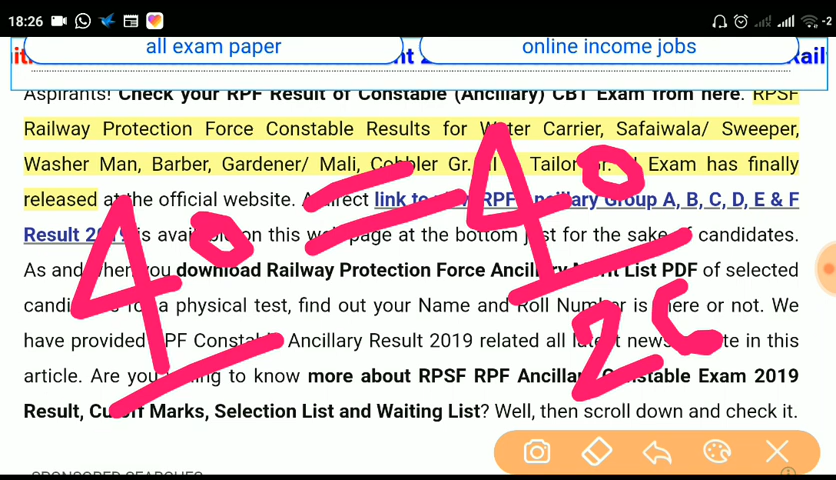 18:26
-2
all exam paper online income jobs
Aspirants! Check your RPF Result of Constable (Ancillary) CBT Exam from here. RPSF
Railway Protection Force Constable Results for Water Carrier, Safaiwala/ Sweeper,
Washer Man, Barber, Gardener/ Mali, Cobbler Gr. Tailor Exam has finally
released at the official website. A direct link to RPF Ancillary Group A, B, C, D, E & F
Result is available on this web page at the bottom just for the sake of candidates.
As and when you download Railway Protection Force Ancillary Merit List PDF of selected
candidates for a physical test, find out your Name and Roll Number is there or not. We
have provided RPF Constable Ancillary Result 2019 related all latest news in this
article. Are you to know more about RPSF RPF Ancillary Constable Exam 2019
Result, Cutoff Marks, Selection List and Waiting List? Well, then scroll down and check it.
SPONSORED SEARCHES
40 = 40
20